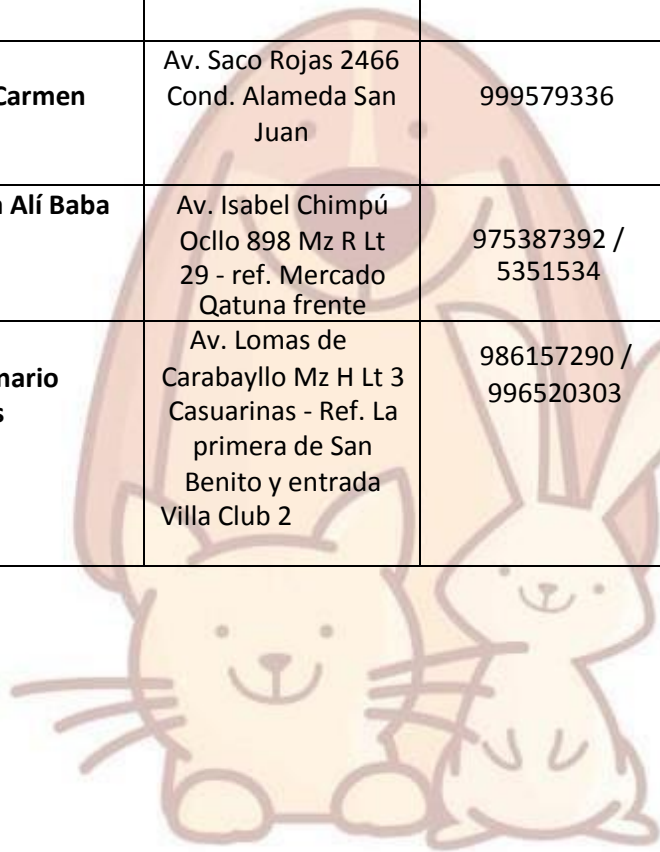 Carmen
Av. Saco Rojas 2466
Cond. Alameda San
Juan
999579336
Alí Baba
Av. Isabel Chimpú
Ocllo 898 Mz R Lt
29 - ref. Mercado
Qatuna frente
975387392 /
5351534
Av. Lomas de
Carabayllo Mz H Lt 3
Casuarinas - Ref. La
primera de San
Benito y entrada
Villa Club 2
986157290 /
996520303